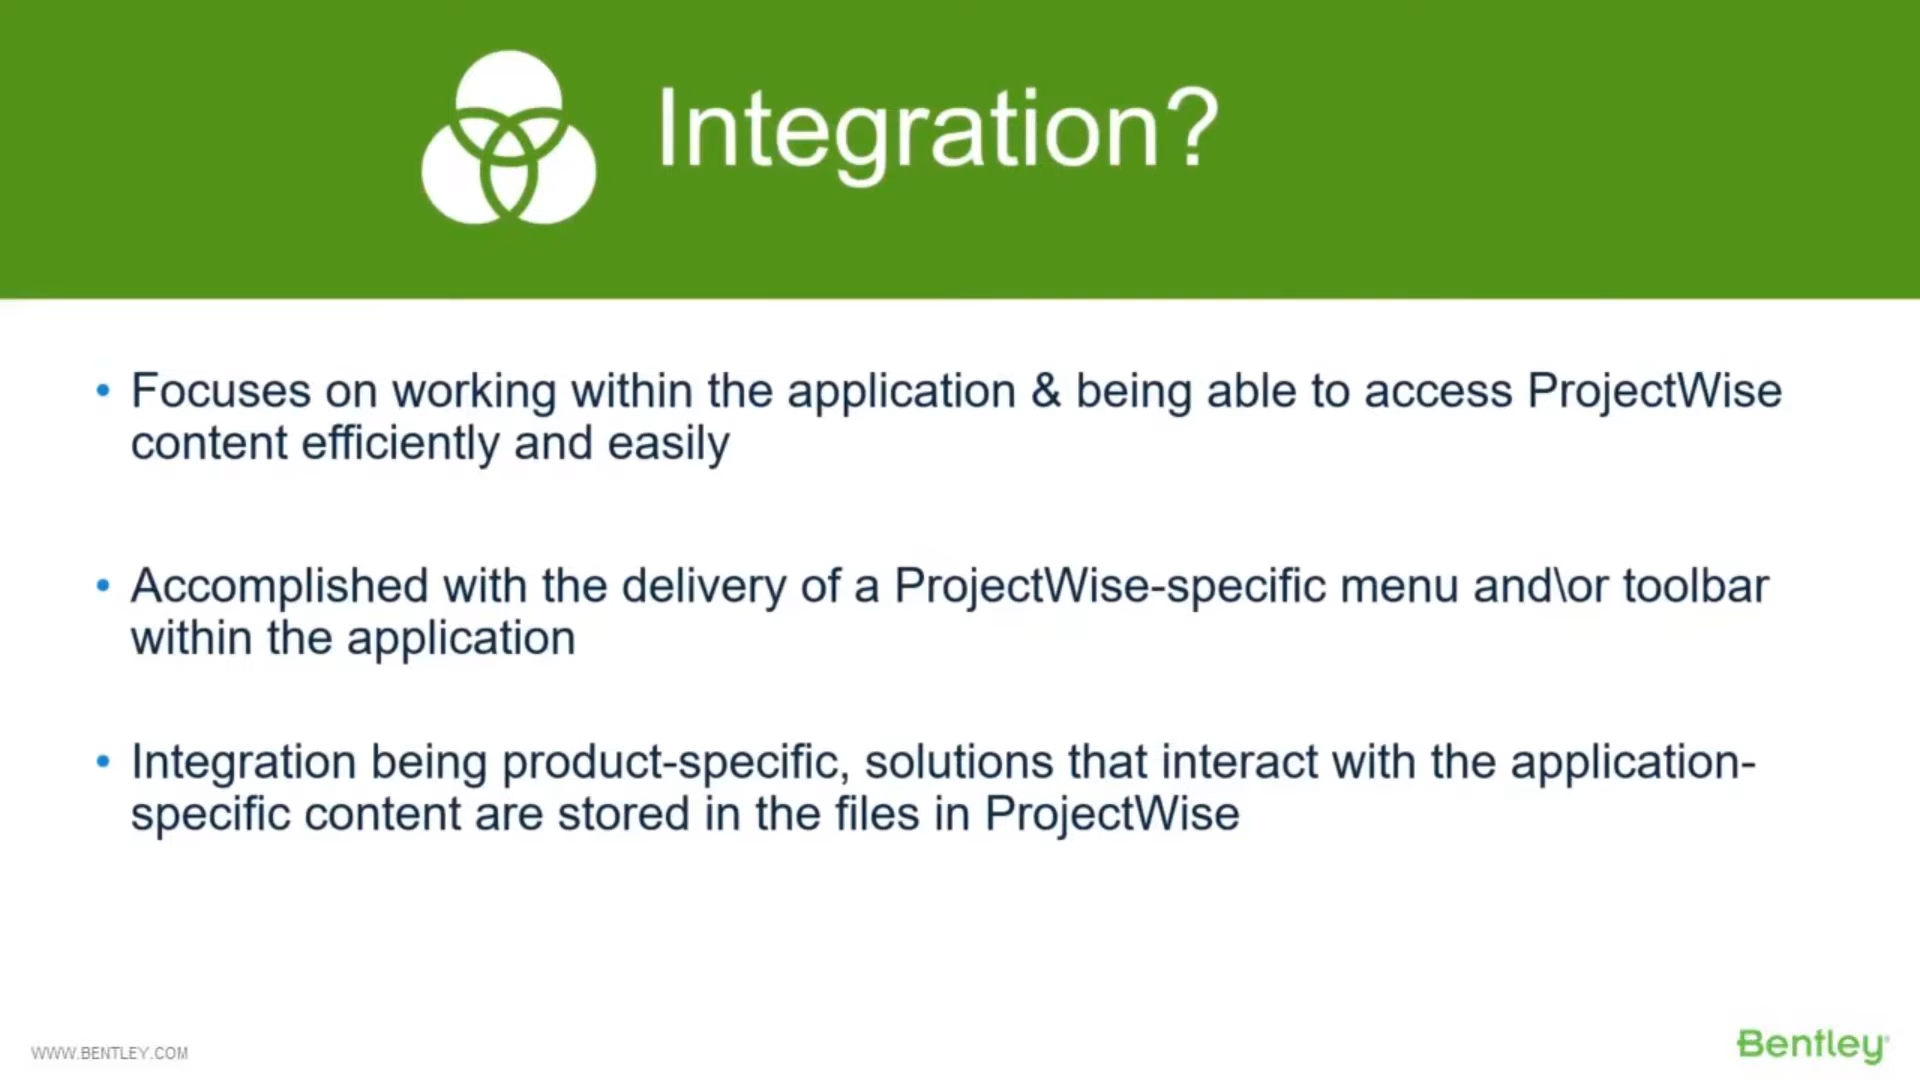 Integration?
• Focuses on working within the application & being able to access ProjectWise
content efficiently and easily
• Accomplished with the delivery of a ProjectWise-specific menu and\or toolbar
within the application
• Integration being product-specific, solutions that interact with the application-
specific content are stored in the files in ProjectWise
WWW.BENTLEY.COM
Bentley